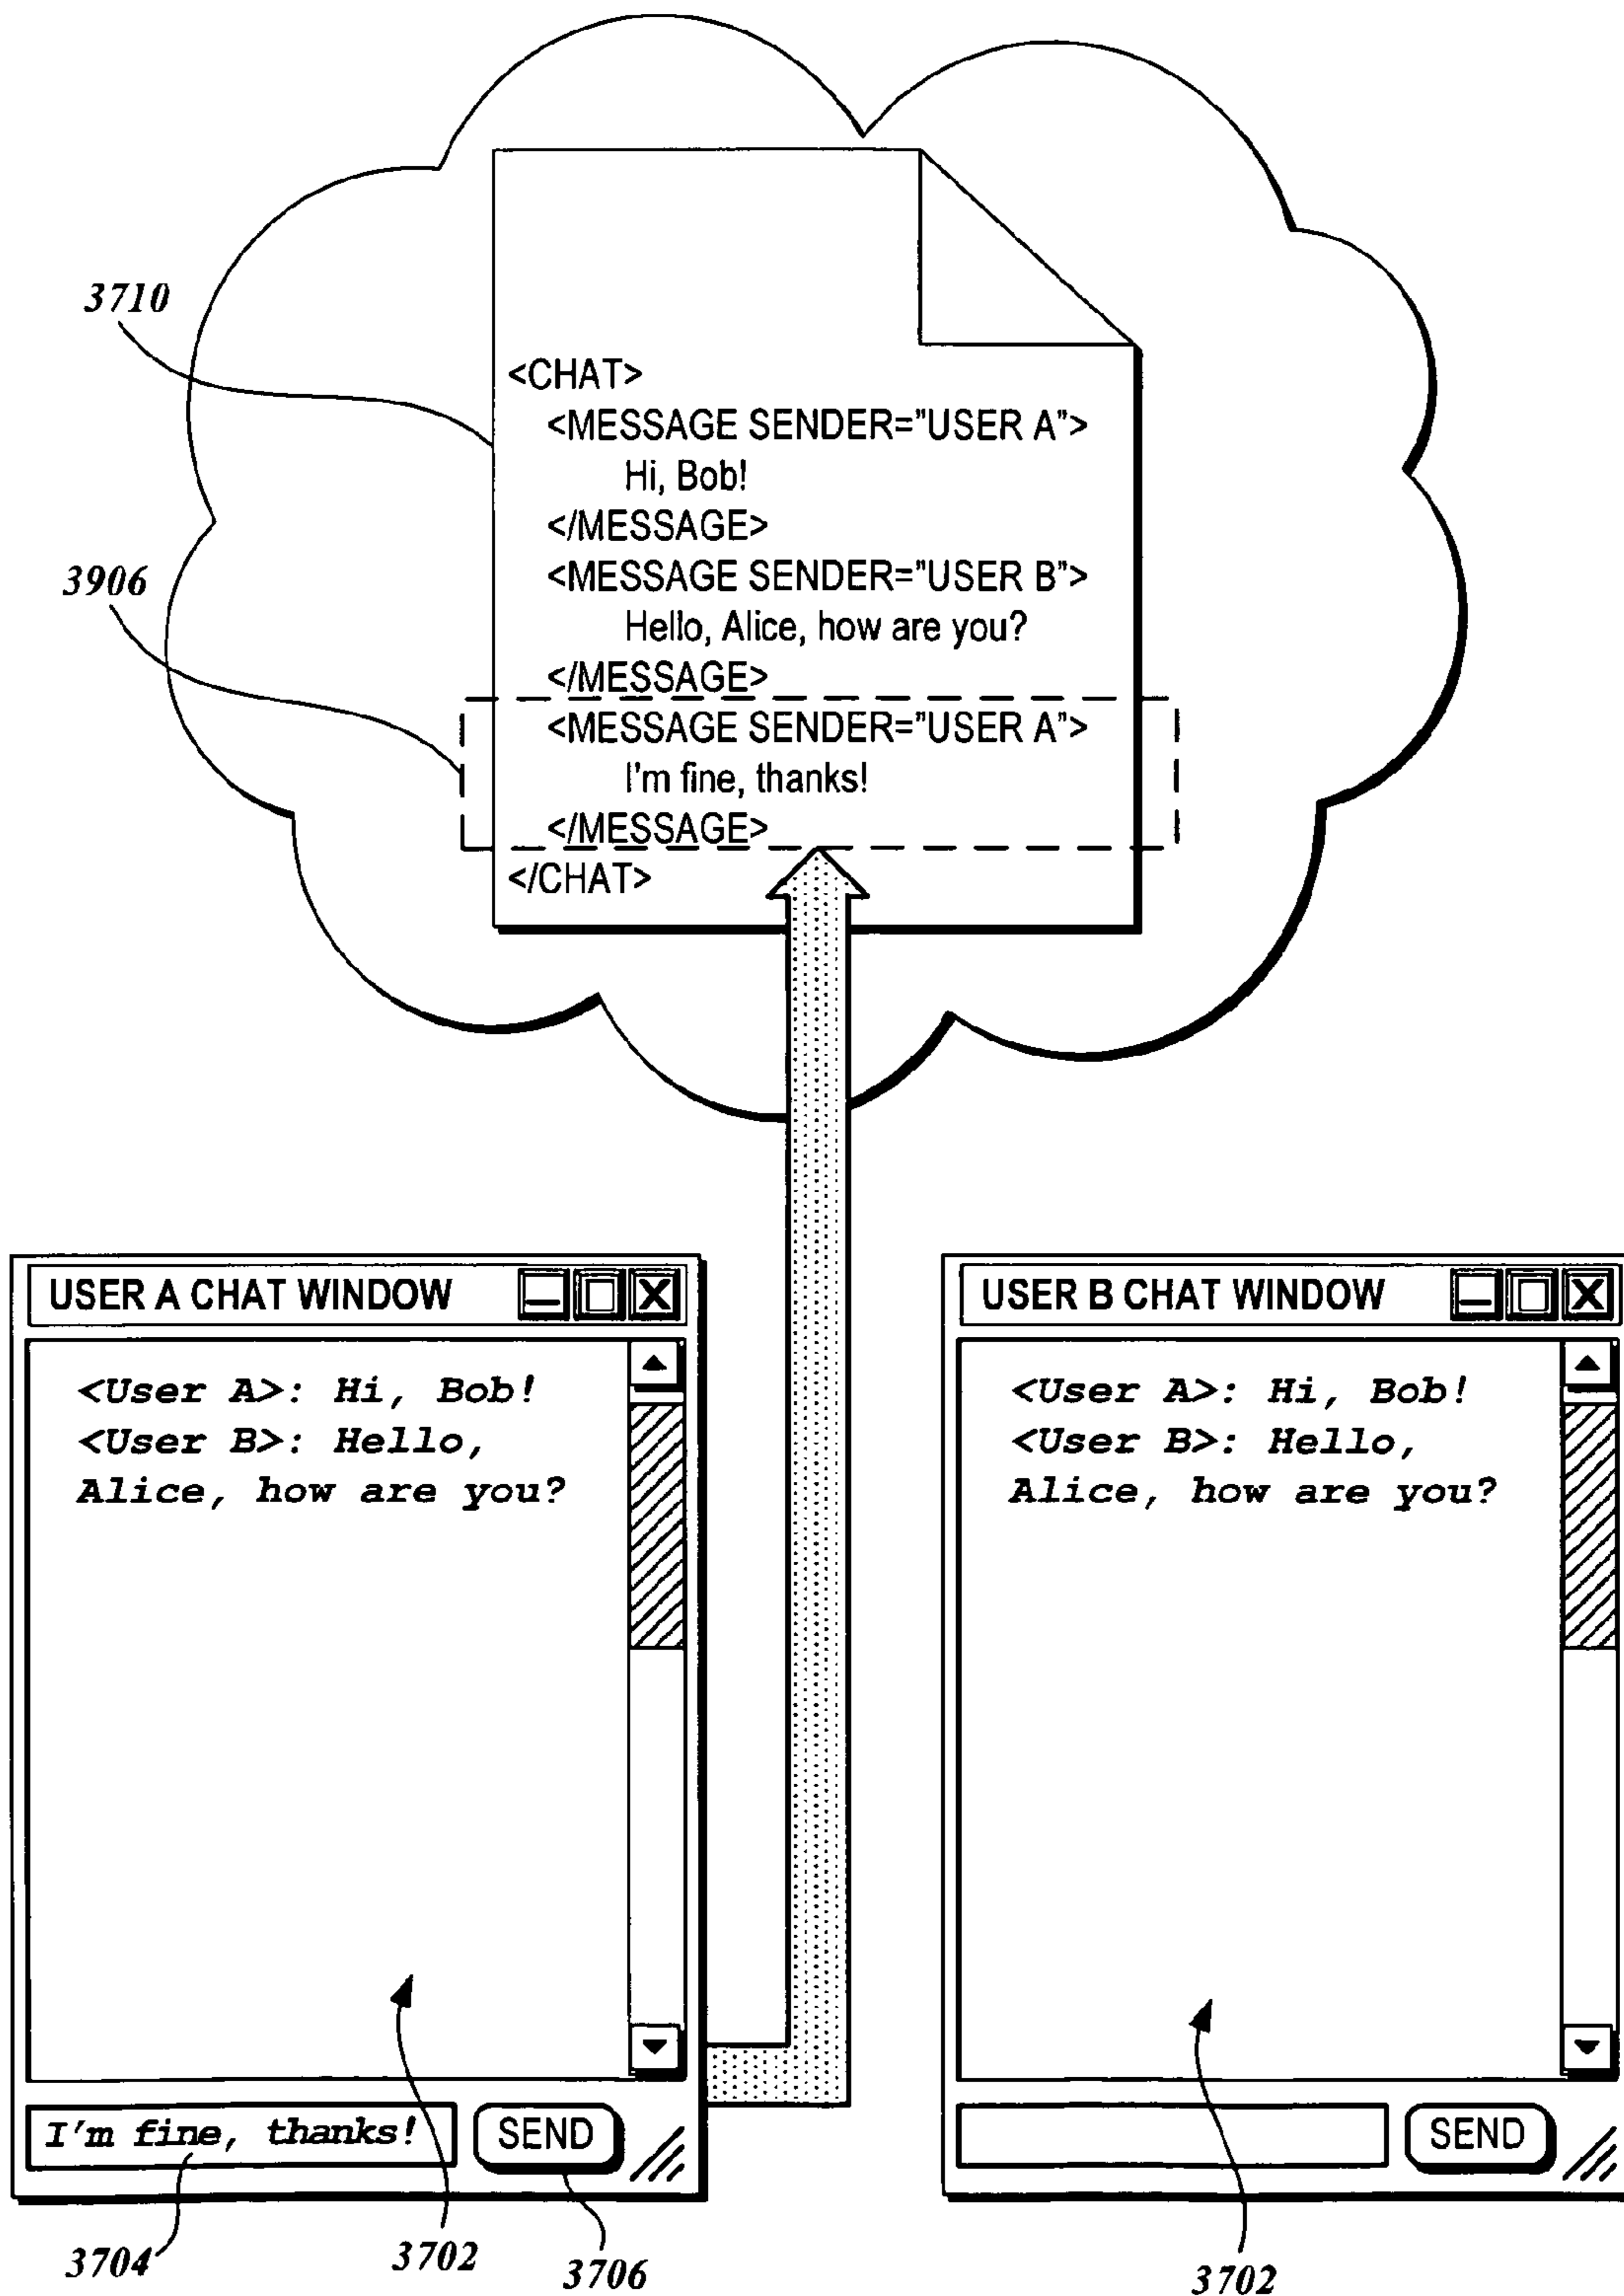 3710
<CHAT>
<MESSAGE SENDER="USER A">
Hi, Bob!
</MESSAGE>
3906
<MESSAGE SENDER="USER B">
Hello, Alice, how are you?
</MESSAGE>
<MESSAGE SENDER="USER A">
I'm fine, thanks!
</MESSAGE>
</CHAT>
USER A CHAT WINDOW
<User A>: Hi, Bob!
<User B>: Hello,
Alice, how are you?
I'm fine, thanks!
SEND
3704
3702
3706
USER B CHAT WINDOW
<User A>: Hi, Bob!
<User B>: Hello,
Alice, how are you?
SEND
3702